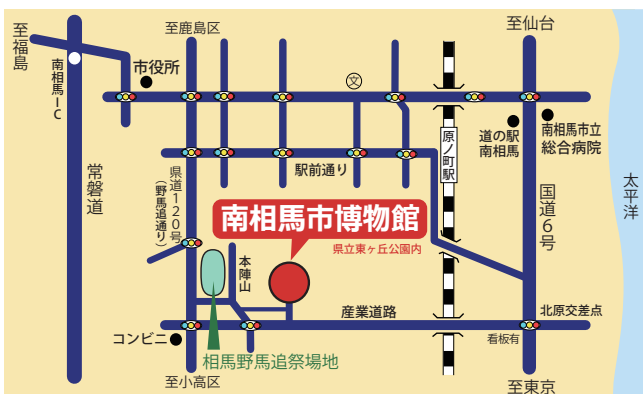 至福島
至鹿島区
至仙台
南相馬IC
市役所
文
原ノ町駅
道の駅
南相馬
南相馬市立
総合病院
太平洋
常磐道
県道120号
(野馬追通り)
駅前通り
国道6号
南相馬市博物館
県立東ヶ丘公園内
本陣山
産業道路
北原交差点
コンビニ
看板有
相馬野馬追祭場地
至小高区
至東京